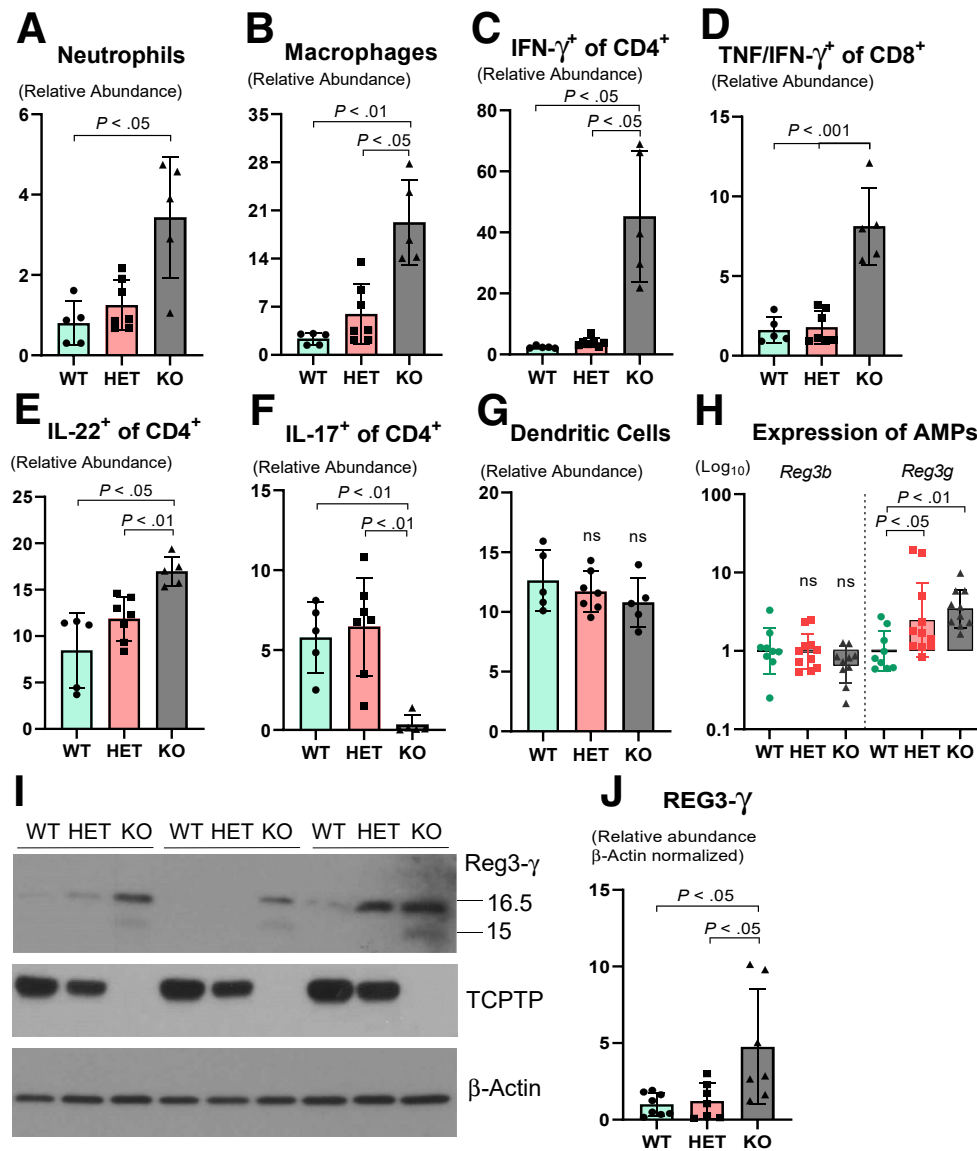 A
Neutrophils
(Relative Abundance)
6
4
2
0
P < .05
WT HET KO
B
Macrophages
(Relative Abundance)
35
28
21
14
7
0
P < .01
P < .05
WT HET KO
C
IFN-γ+ of CD4+
(Relative Abundance)
80
60
40
20
0
P < .05
P < .05
WT HET KO
D
TNF/IFN-γ+ of CD8+
(Relative Abundance)
15
10
5
0
P < .001
WT HET KO
E
IL-22+ of CD4+
(Relative Abundance)
25
20
15
10
5
0
P < .05
P < .01
WT HET KO
F
IL-17+ of CD4+
(Relative Abundance)
15
10
5
0
P < .01
P < .01
WT HET KO
G
Dendritic Cells
(Relative Abundance)
20
15
10
5
0
ns ns
WT HET KO
H
Expression of AMPs
(Log10)
Reg3b Reg3g
100
10
1
0.1
ns ns
P < .01
P < .05
WT HET KO WT HET KO
I
WT HET KO WT HET KO WT HET KO
Reg3-γ
16.5
15
TCPTP
β-Actin
J
REG3-γ
(Relative abundance
β-Actin normalized)
15
10
5
0
P < .05
P < .05
WT HET KO